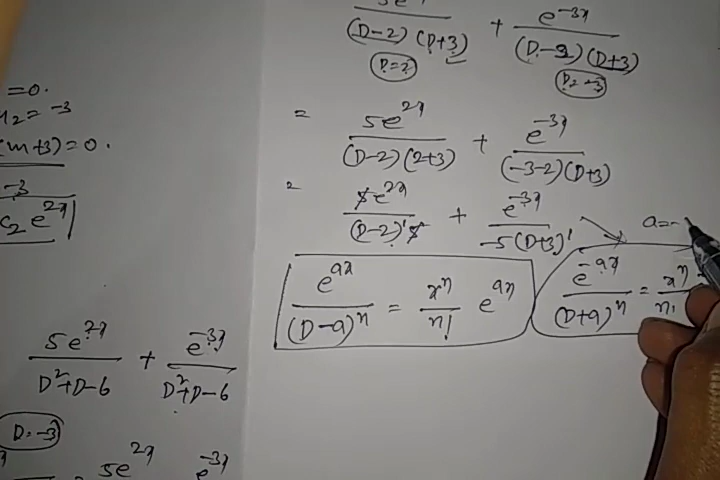 =0.
m2=-3
(m+3)=0.
-3
C2 e^2x
5e^2x/(D²+D-6) + e^-3x/(D²+D-6)
D=-3
5e^2x e^-3x
/(D-2)(D+3) + e^-3x/(D-2)(D+3)
D=2 D=-3
= 5e^2x/(D-2)(2+3) + e^-3x/(-3-2)(D+3)
= 5e^2x/(D-2)'5 + e^-3x/-5(D+3)'
a=-
e^ax/(D-a)^n = x^n/n! e^ax
e^-ax/(D+a)^n = x^n/n!